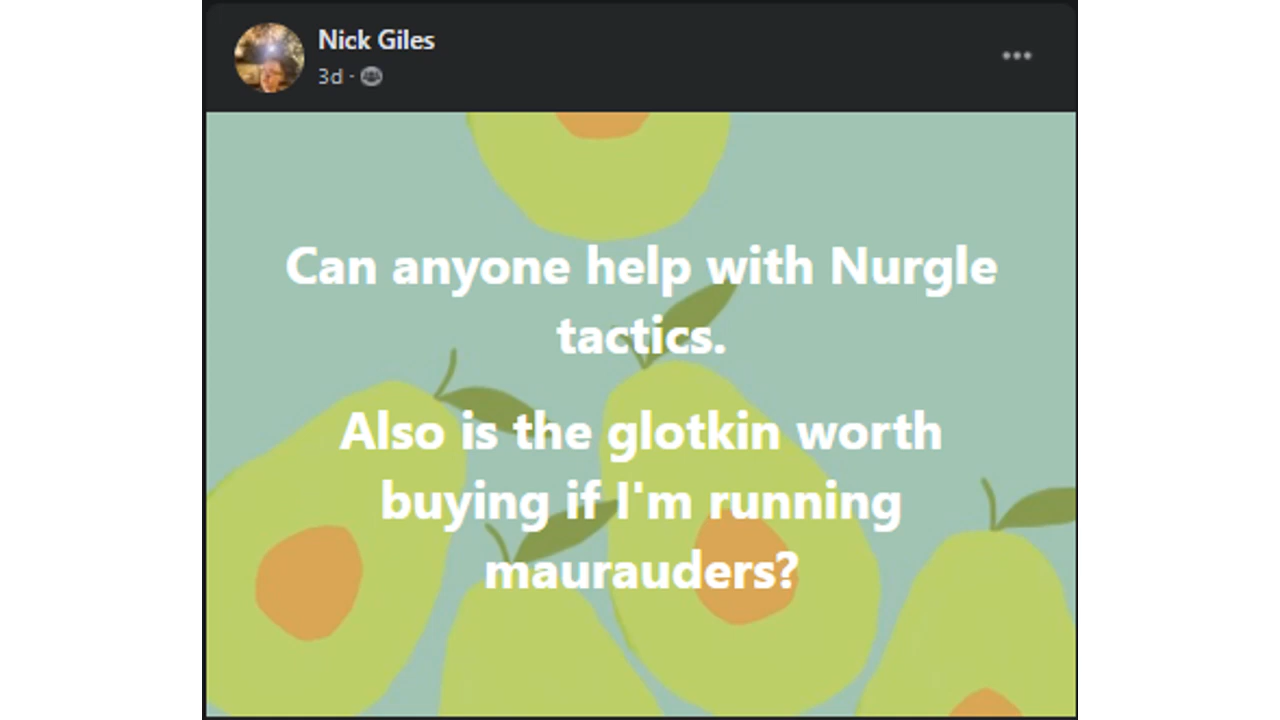 Nick Giles
3d ·
Can anyone help with Nurgle
tactics.
Also is the glotkin worth
buying if I'm running
maurauders?